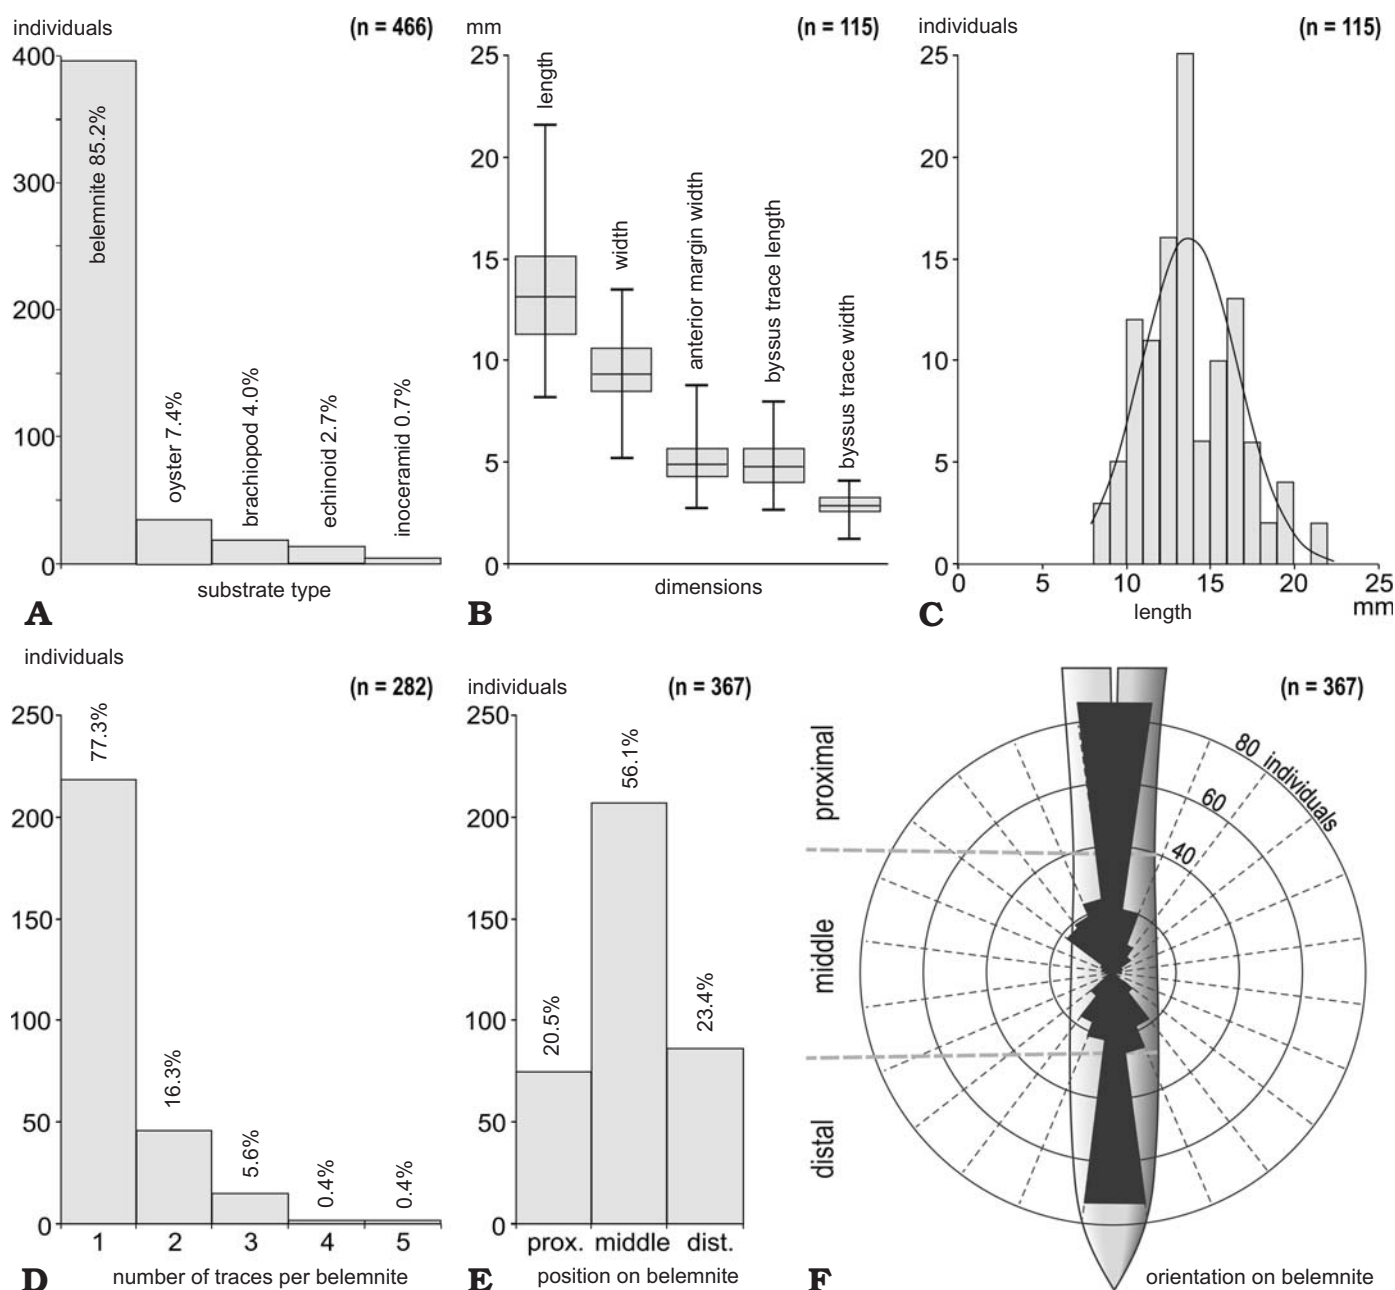 individuals
(n = 466)
400
300
200
100
0
belemnite 85.2%
oyster 7.4%
brachiopod 4.0%
echinoid 2.7%
inoceramid 0.7%
substrate type
A
mm
(n = 115)
25
20
15
10
5
0
length
width
anterior margin width
byssus trace length
byssus trace width
dimensions
B
individuals
(n = 115)
25
20
15
10
5
0
0 5 10 15 20 25
length
mm
C
individuals
(n = 282)
250
200
150
100
50
0
77.3%
16.3%
5.6%
0.4%
0.4%
1 2 3 4 5
number of traces per belemnite
D
individuals
(n = 367)
250
200
150
100
50
0
20.5%
56.1%
23.4%
prox. middle dist.
position on belemnite
E
(n = 367)
proximal
middle
distal
80 individuals
60
40
orientation on belemnite
F